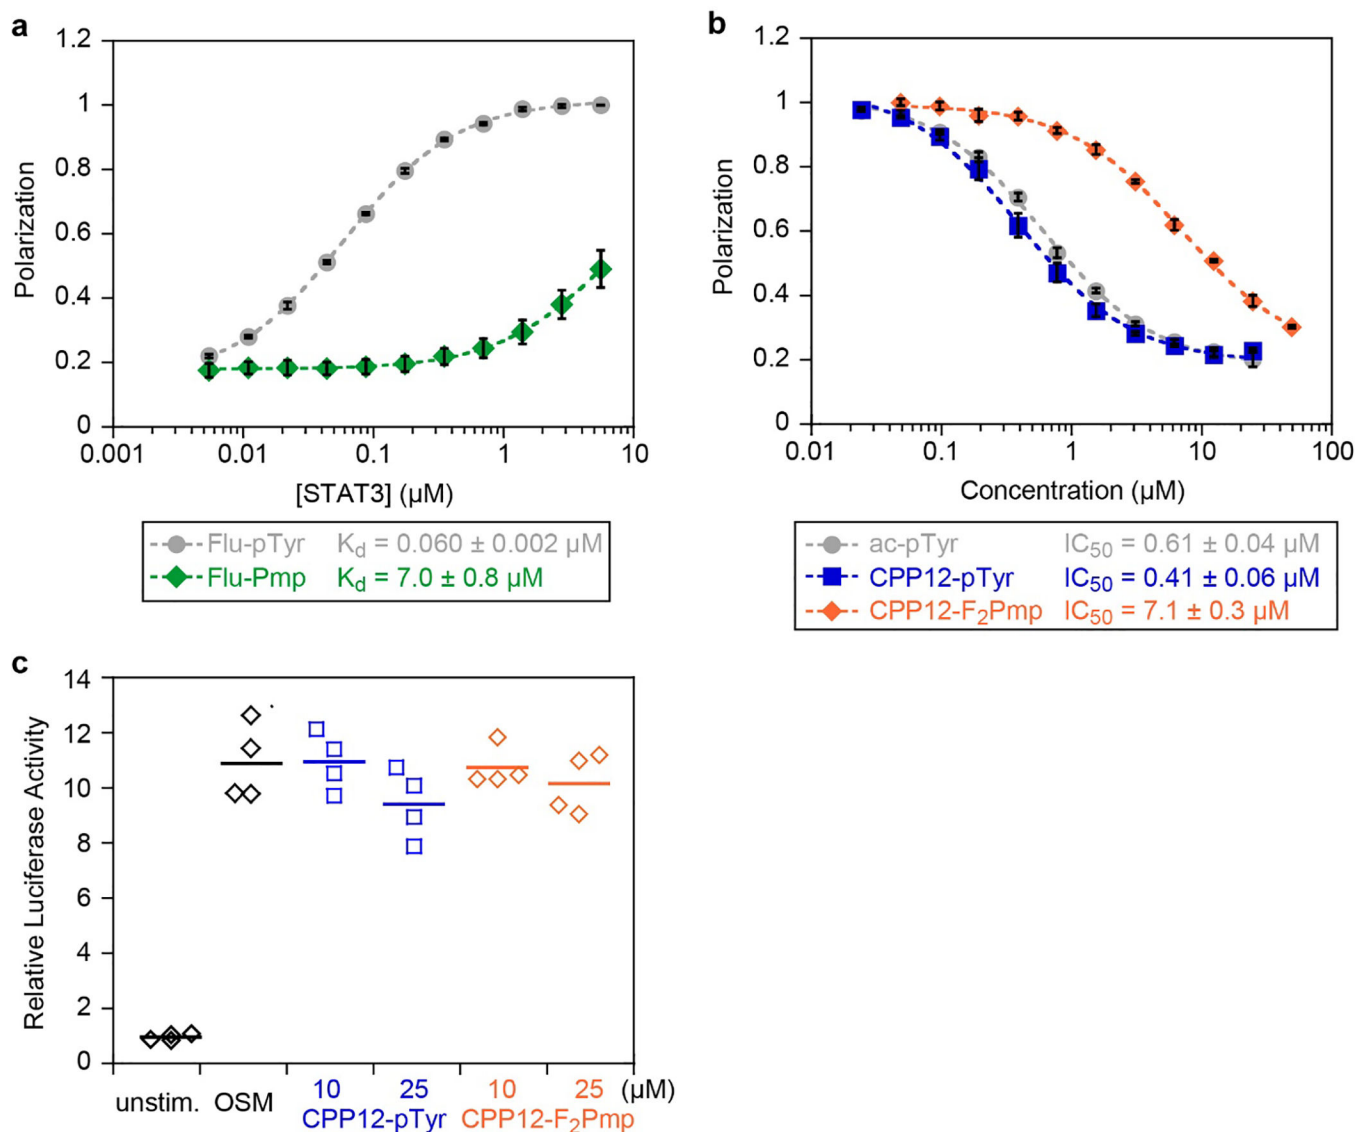 a
1.2
1
0.8
0.6
0.4
0.2
0
Polarization
0.001 0.01 0.1 1 10
[STAT3] (µM)
Flu-pTyr K_d = 0.060 ± 0.002 µM
Flu-Pmp K_d = 7.0 ± 0.8 µM
b
1.2
1
0.8
0.6
0.4
0.2
0
Polarization
0.01 0.1 1 10 100
Concentration (µM)
ac-pTyr IC₅₀ = 0.61 ± 0.04 µM
CPP12-pTyr IC₅₀ = 0.41 ± 0.06 µM
CPP12-F₂Pmp IC₅₀ = 7.1 ± 0.3 µM
c
14
12
10
8
6
4
2
0
Relative Luciferase Activity
unstim. OSM
10 25 10 25 (µM)
CPP12-pTyr CPP12-F₂Pmp